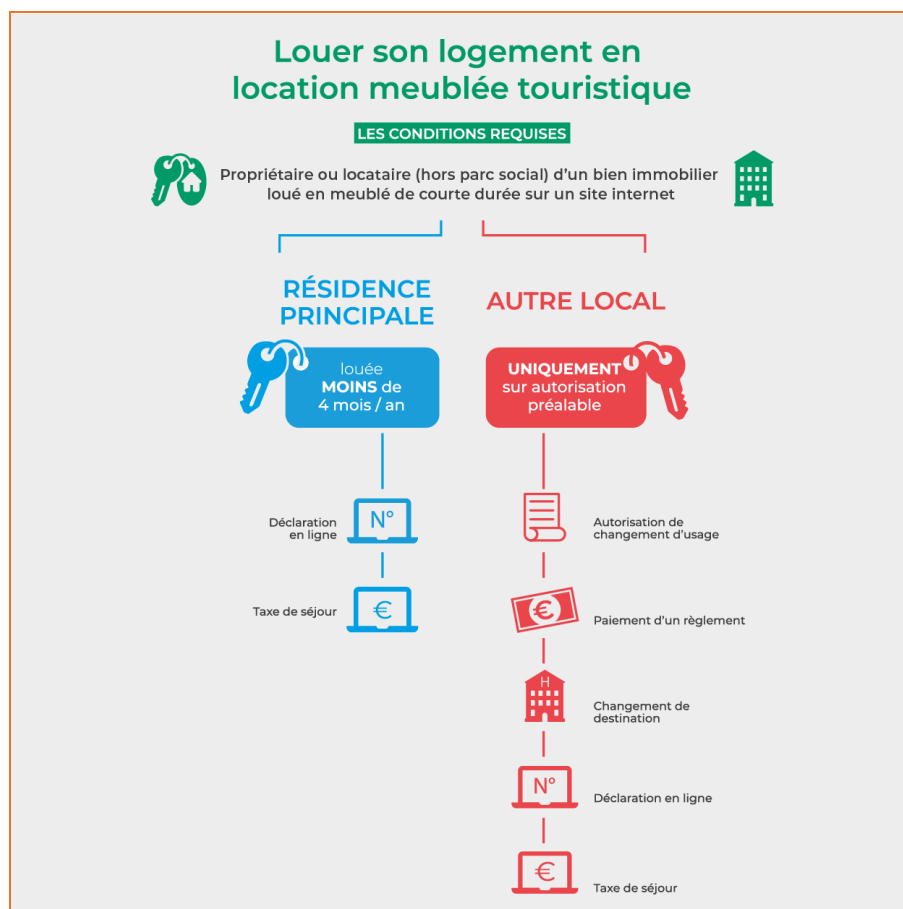 Louer son logement en
location meublée touristique
LES CONDITIONS REQUISES
Propriétaire ou locataire (hors parc social) d'un bien immobilier
loué en meublé de courte durée sur un site internet
RÉSIDENCE
PRINCIPALE
louée
MOINS de
4 mois / an
Déclaration
en ligne
N°
Taxe de séjour
€
AUTRE LOCAL
UNIQUEMENT
sur autorisation
préalable
Autorisation de
changement d'usage
€
Paiement d'un règlement
H
Changement de
destination
N°
Déclaration en ligne
€
Taxe de séjour